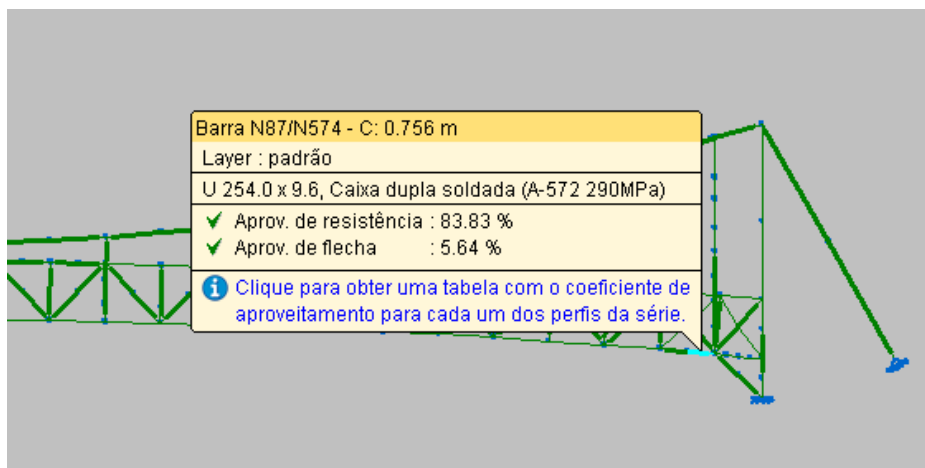 Barra N87/N574 - C: 0.756 m
Layer : padrão
U 254.0 x 9.6, Caixa dupla soldada (A-572 290MPa)
Aprov. de resistência : 83.83 %
Aprov. de flecha : 5.64 %
Clique para obter uma tabela com o coeficiente de
aproveitamento para cada um dos perfis da série.